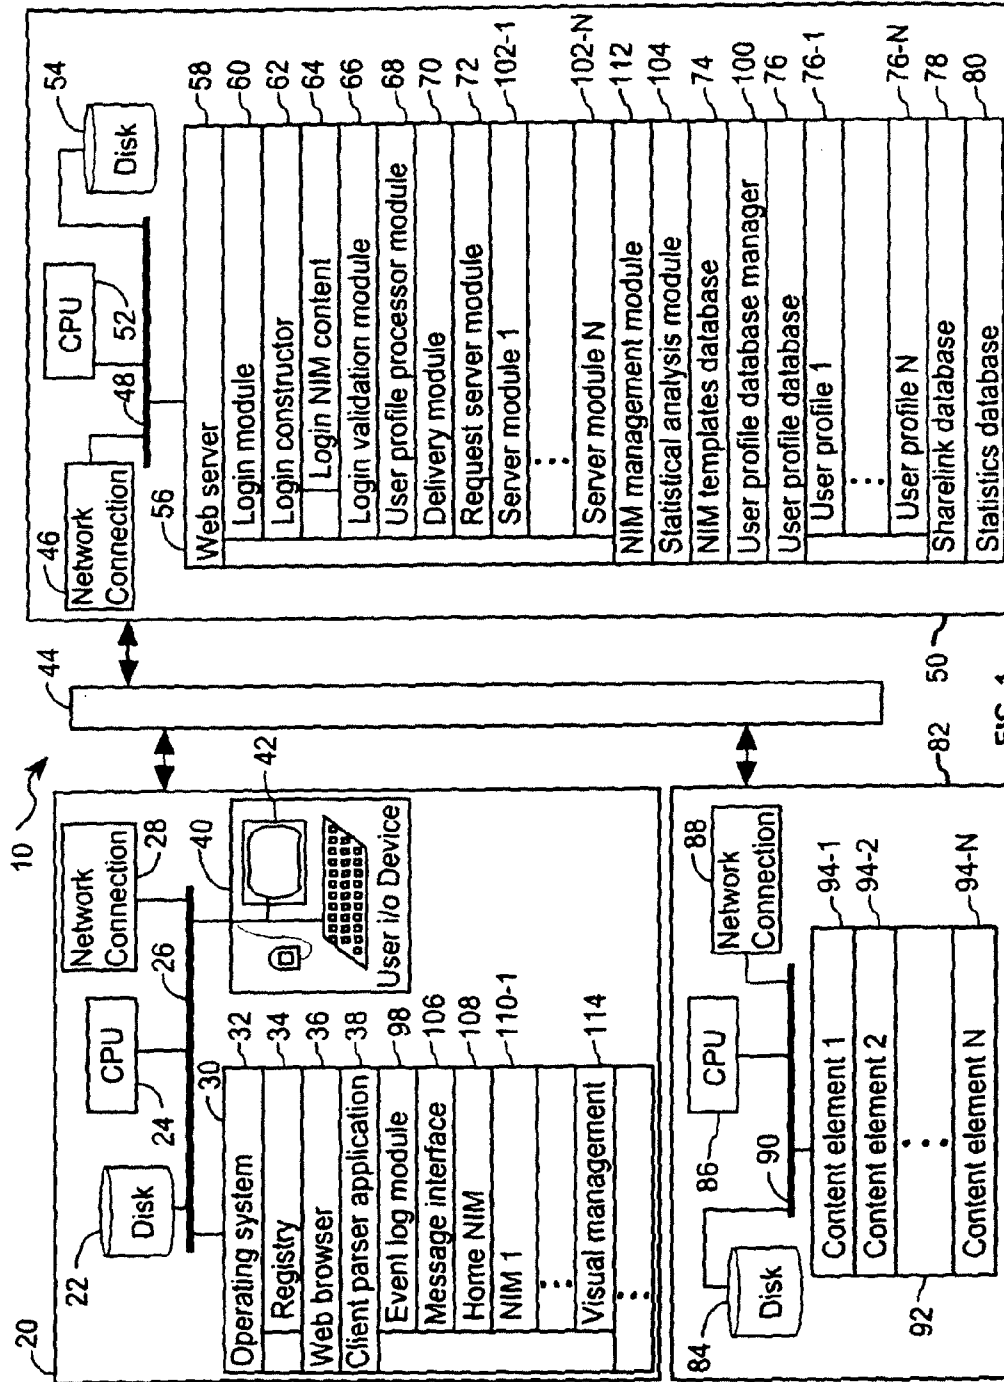 10
20
22
Disk
24
CPU
26
Network
Connection
28
30
Operating system
32
Registry
34
Web browser
36
Client parser application
38
Event log module
98
Message interface
106
Home NIM
108
NIM 1
110-1
Visual management
114
40
42
User i/o Device
44
46
Network
Connection
48
CPU
52
Disk
54
56
Web server
58
Login module
60
Login constructor
62
Login NIM content
64
Login validation module
66
User profile processor module
68
Delivery module
70
Request server module
72
Server module 1
102-1
Server module N
102-N
NIM management module
112
Statistical analysis module
104
NIM templates database
74
User profile database manager
100
User profile database
76
User profile 1
76-1
User profile N
76-N
Sharelink database
78
Statistics database
80
50
82
84
Disk
86
CPU
90
Network
Connection
88
Content element 1
94-1
Content element 2
94-2
Content element N
94-N
92